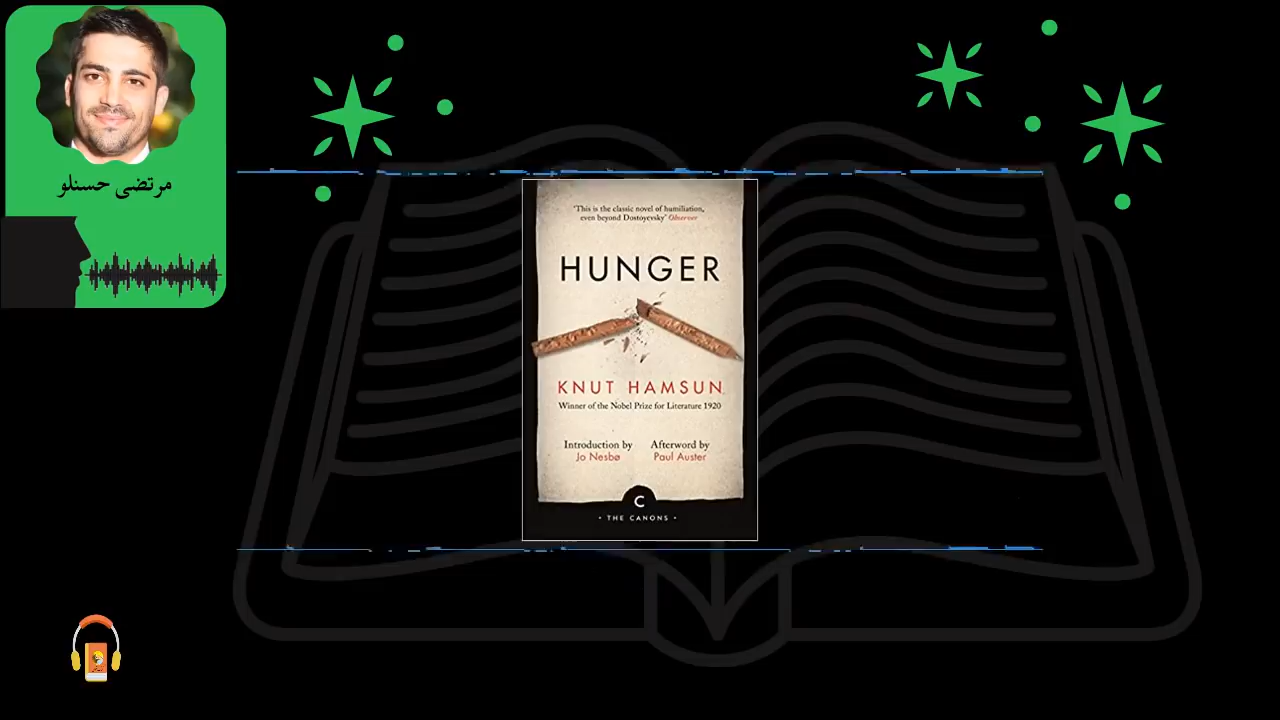 مرتضی حسنلو
'This is the classic novel of humiliation,
even beyond Dostoyevsky' Observer
HUNGER
KNUT HAMSUN
Winner of the Nobel Prize for Literature 1920
Introduction by Afterword by
Jo Nesbø Paul Auster
C
• THE CANONS •